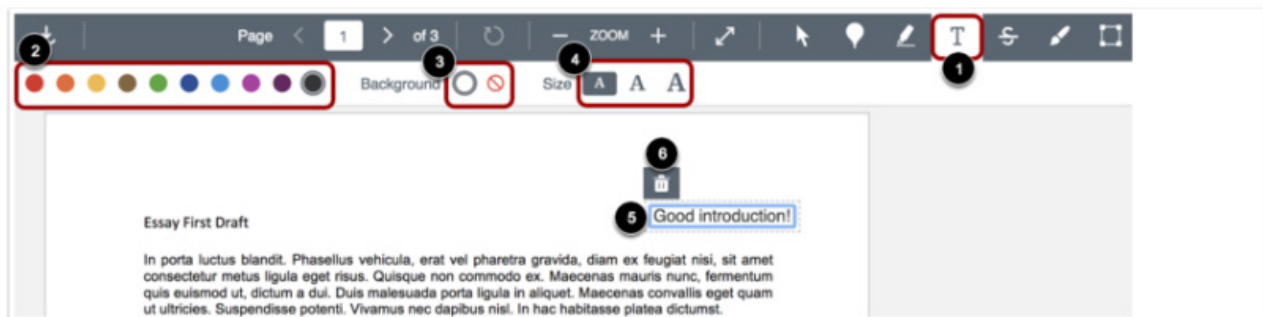 Page < 1 > of 3 — ZOOM + T S 1
2 3 4
Background Size A A A
6
5 Good introduction!
Essay First Draft
In porta luctus blandit. Phasellus vehicula, erat vel pharetra gravida, diam ex feugiat nisi, sit amet
consectetur metus ligula eget risus. Quisque non commodo ex. Maecenas mauris nunc, fermentum
quis euismod ut, dictum a dui. Duis malesuada porta ligula in aliquet. Maecenas convallis eget quam
ut ultricies. Suspendisse potenti. Vivamus nec dapibus nisl. In hac habitasse platea dictumst.